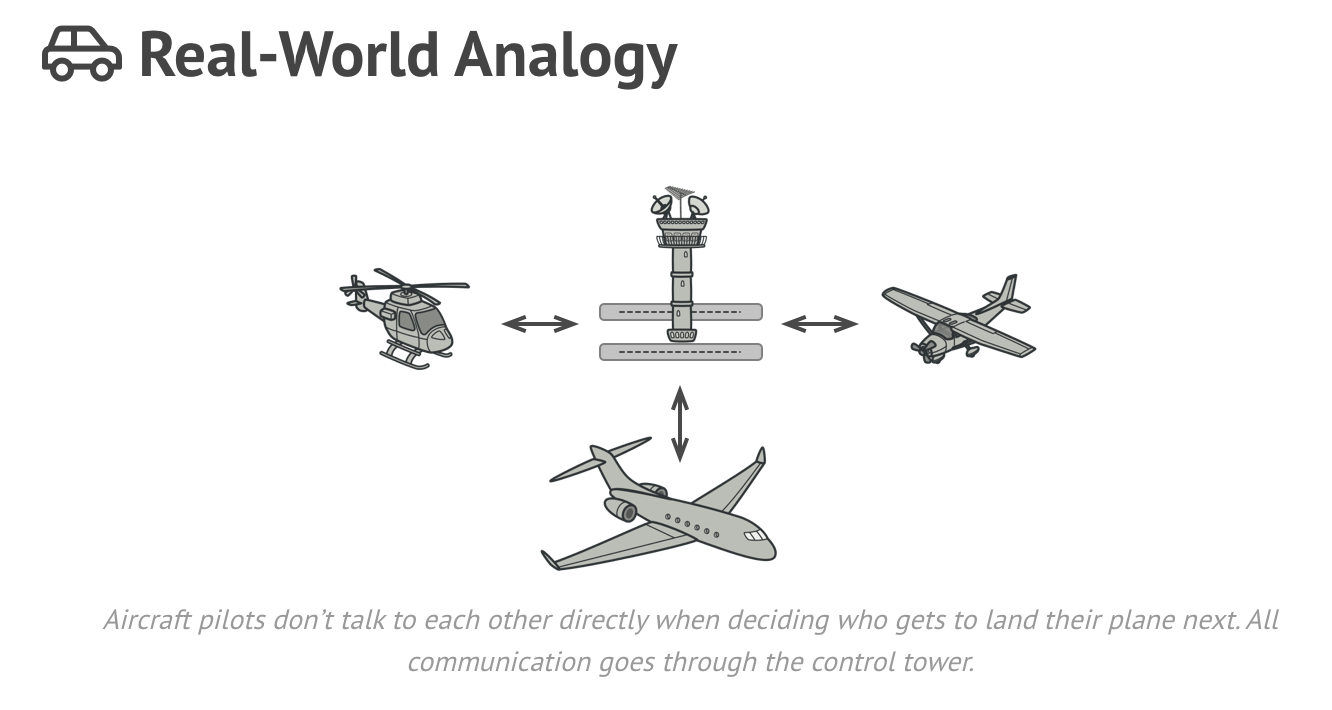 Real-World Analogy
Aircraft pilots don’t talk to each other directly when deciding who gets to land their plane next. All
communication goes through the control tower.